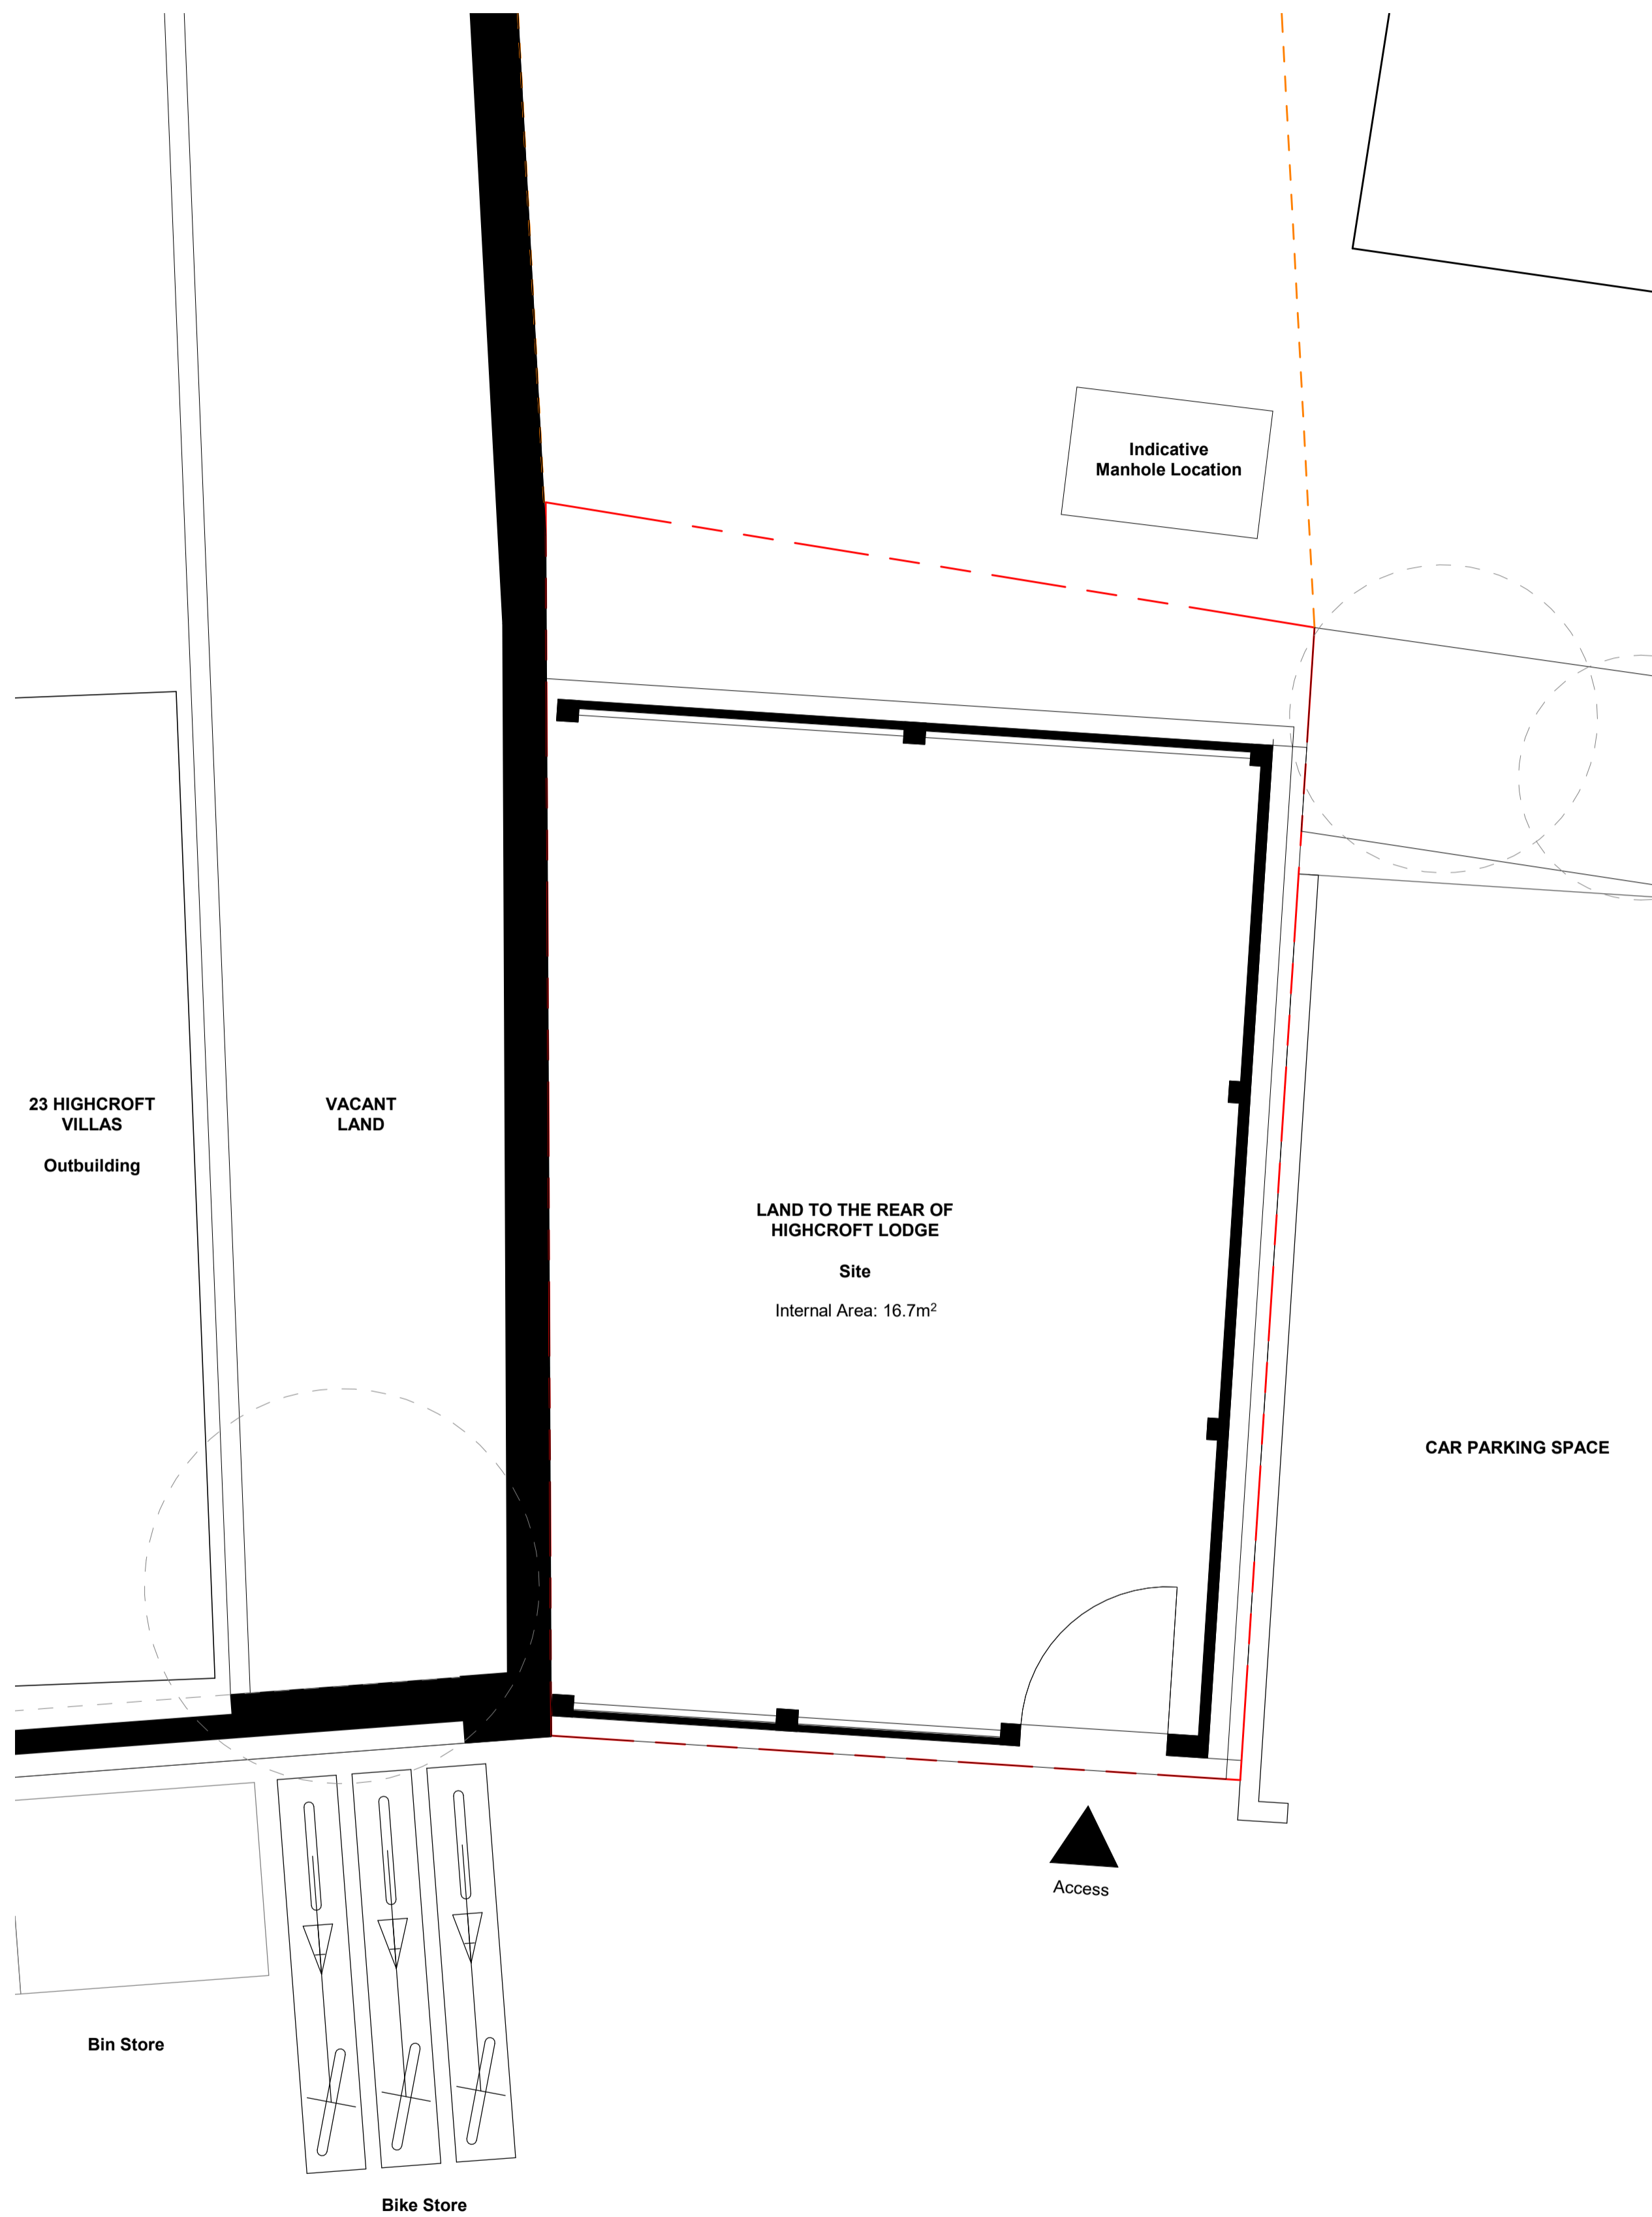 Indicative
Manhole Location
23 HIGHCROFT
VILLAS
Outbuilding
VACANT
LAND
LAND TO THE REAR OF
HIGHCROFT LODGE
Site
Internal Area: 16.7m²
CAR PARKING SPACE
Access
Bin Store
Bike Store